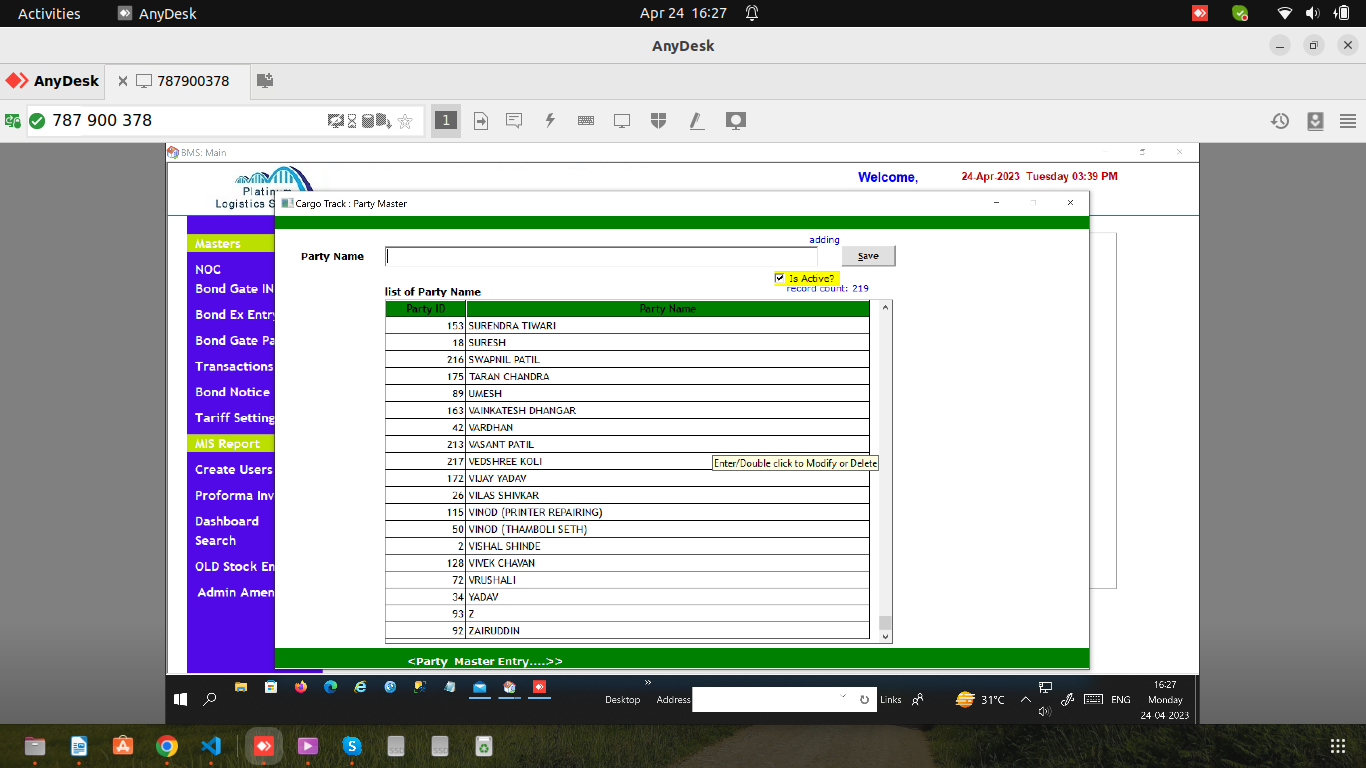 Activities AnyDesk Apr 24 16:27
AnyDesk
AnyDesk 787900378
787 900 378 1
BMS: Main
Platinum
Logistics S
Welcome, 24-Apr-2023 Tuesday 03:39 PM
Cargo Track : Party Master
adding
Party Name Save
Is Active?
record count: 219
list of Party Name
Party ID Party Name
153 SURENDRA TIWARI
18 SURESH
216 SWAPNIL PATIL
175 TARAN CHANDRA
89 UMESH
163 VAINKATESH DHANGAR
42 VARDHAN
213 VASANT PATIL
217 VEDSHREE KOLI
Enter/Double click to Modify or Delete
172 VIJAY YADAV
26 VILAS SHIVKAR
115 VINOD (PRINTER REPAIRING)
50 VINOD (THAMBOLI SETH)
2 VISHAL SHINDE
128 VIVEK CHAVAN
72 VRUSHALI
34 YADAV
93 Z
92 ZAIRUDDIN
<Party Master Entry....>>
Masters
NOC
Bond Gate IN
Bond Ex Entry
Bond Gate Pa
Transactions
Bond Notice
Tariff Setting
MIS Report
Create Users
Proforma Inv
Dashboard
Search
OLD Stock En
Admin Amen
Desktop Address Links 31°C ENG
16:27
Monday
24-04-2023